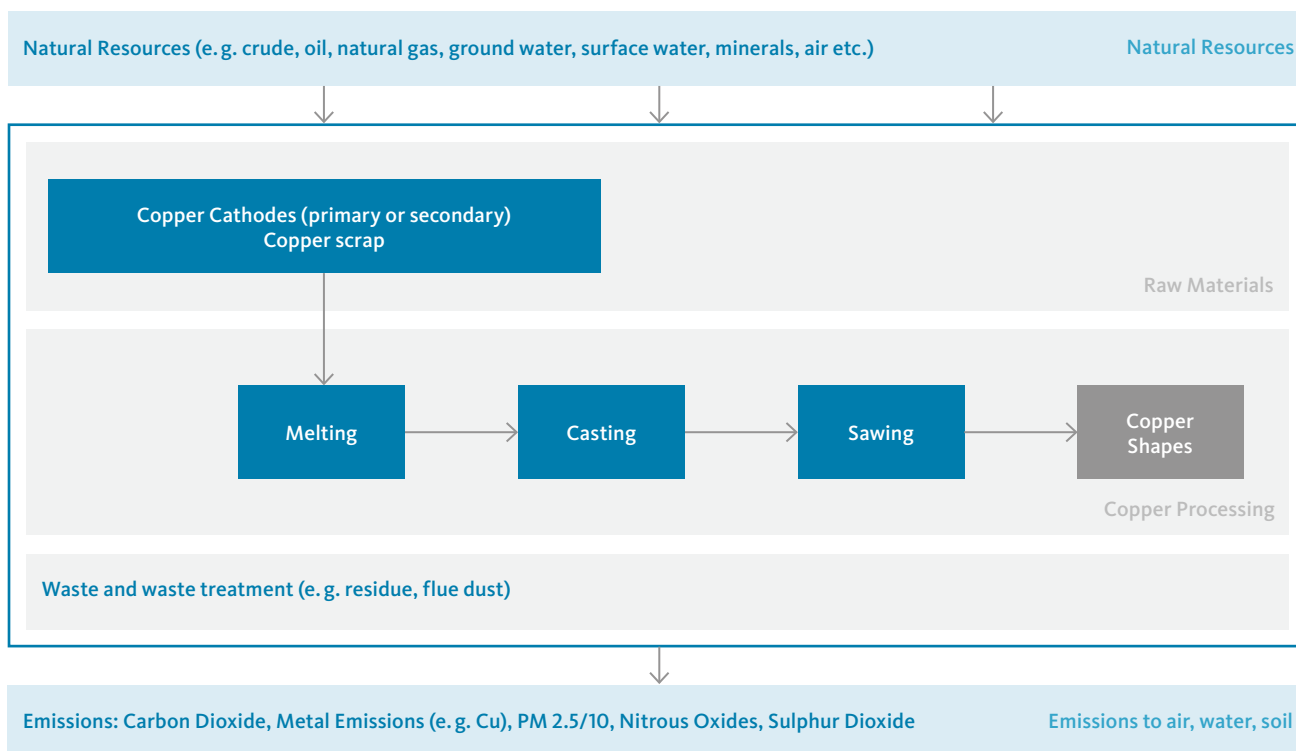 Natural Resources (e. g. crude, oil, natural gas, ground water, surface water, minerals, air etc.)
Natural Resources
Copper Cathodes (primary or secondary)
Copper scrap
Raw Materials
Melting
Casting
Sawing
Copper
Shapes
Copper Processing
Waste and waste treatment (e. g. residue, flue dust)
Emissions: Carbon Dioxide, Metal Emissions (e. g. Cu), PM 2.5/10, Nitrous Oxides, Sulphur Dioxide
Emissions to air, water, soil